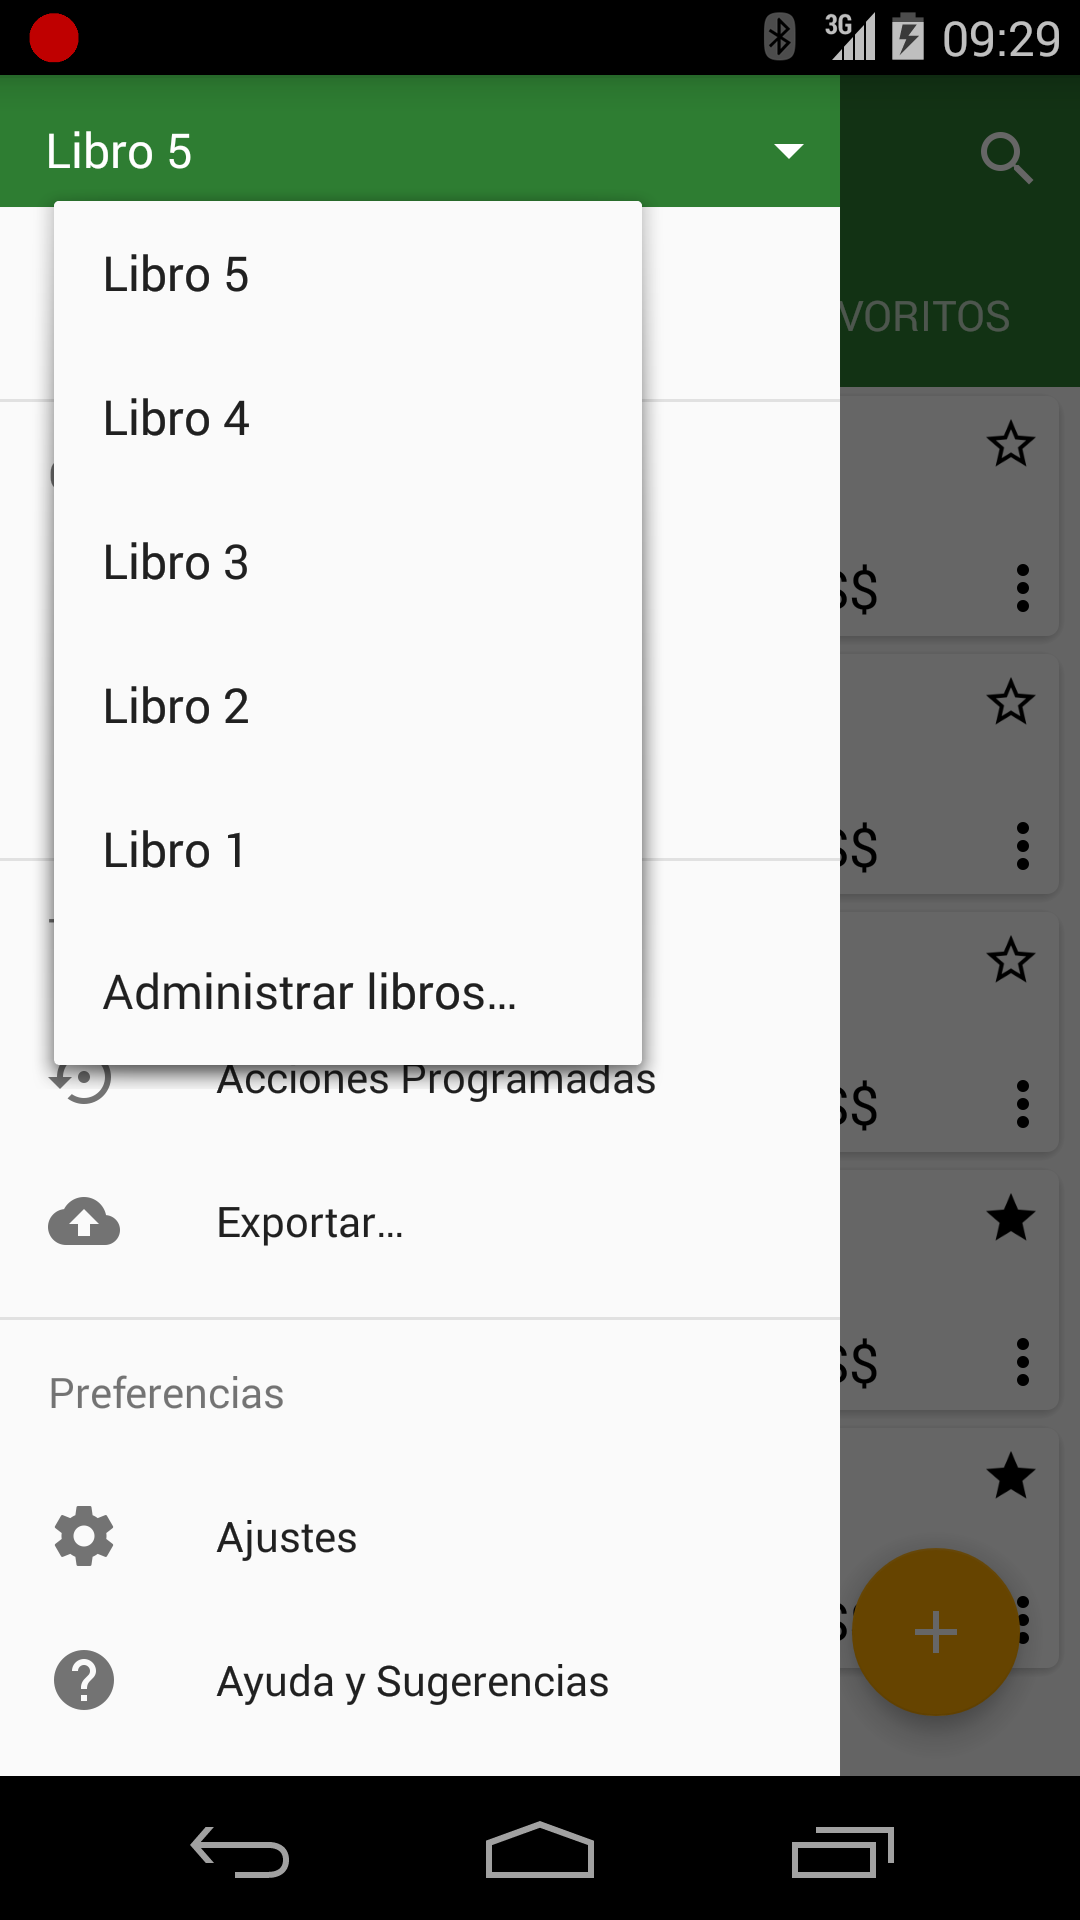 3G 09:29
Libro 5
Libro 5
VORITOS
Libro 4
Libro 3
$
Libro 2
$
Libro 1
Administrar libros...
Acciones Programadas
$
Exportar...
$
Preferencias
Ajustes
Ayuda y Sugerencias